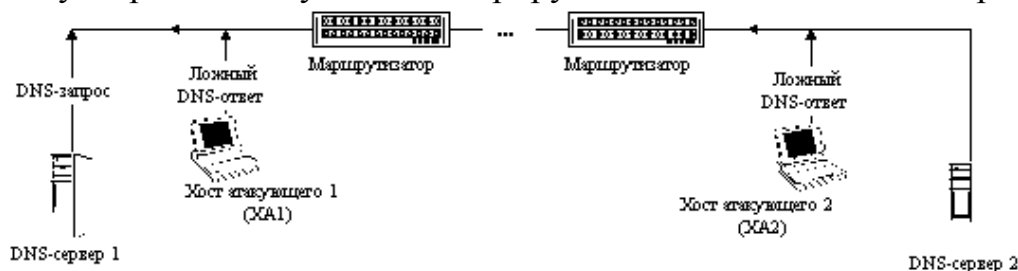 ...
Маршрутизатор
Маршрутизатор
DNS-запрос
Ложный
DNS-ответ
Ложный
DNS-ответ
Хост атакующего 1
(ХА1)
Хост атакующего 2
(ХА2)
DNS-сервер 1
DNS-сервер 2